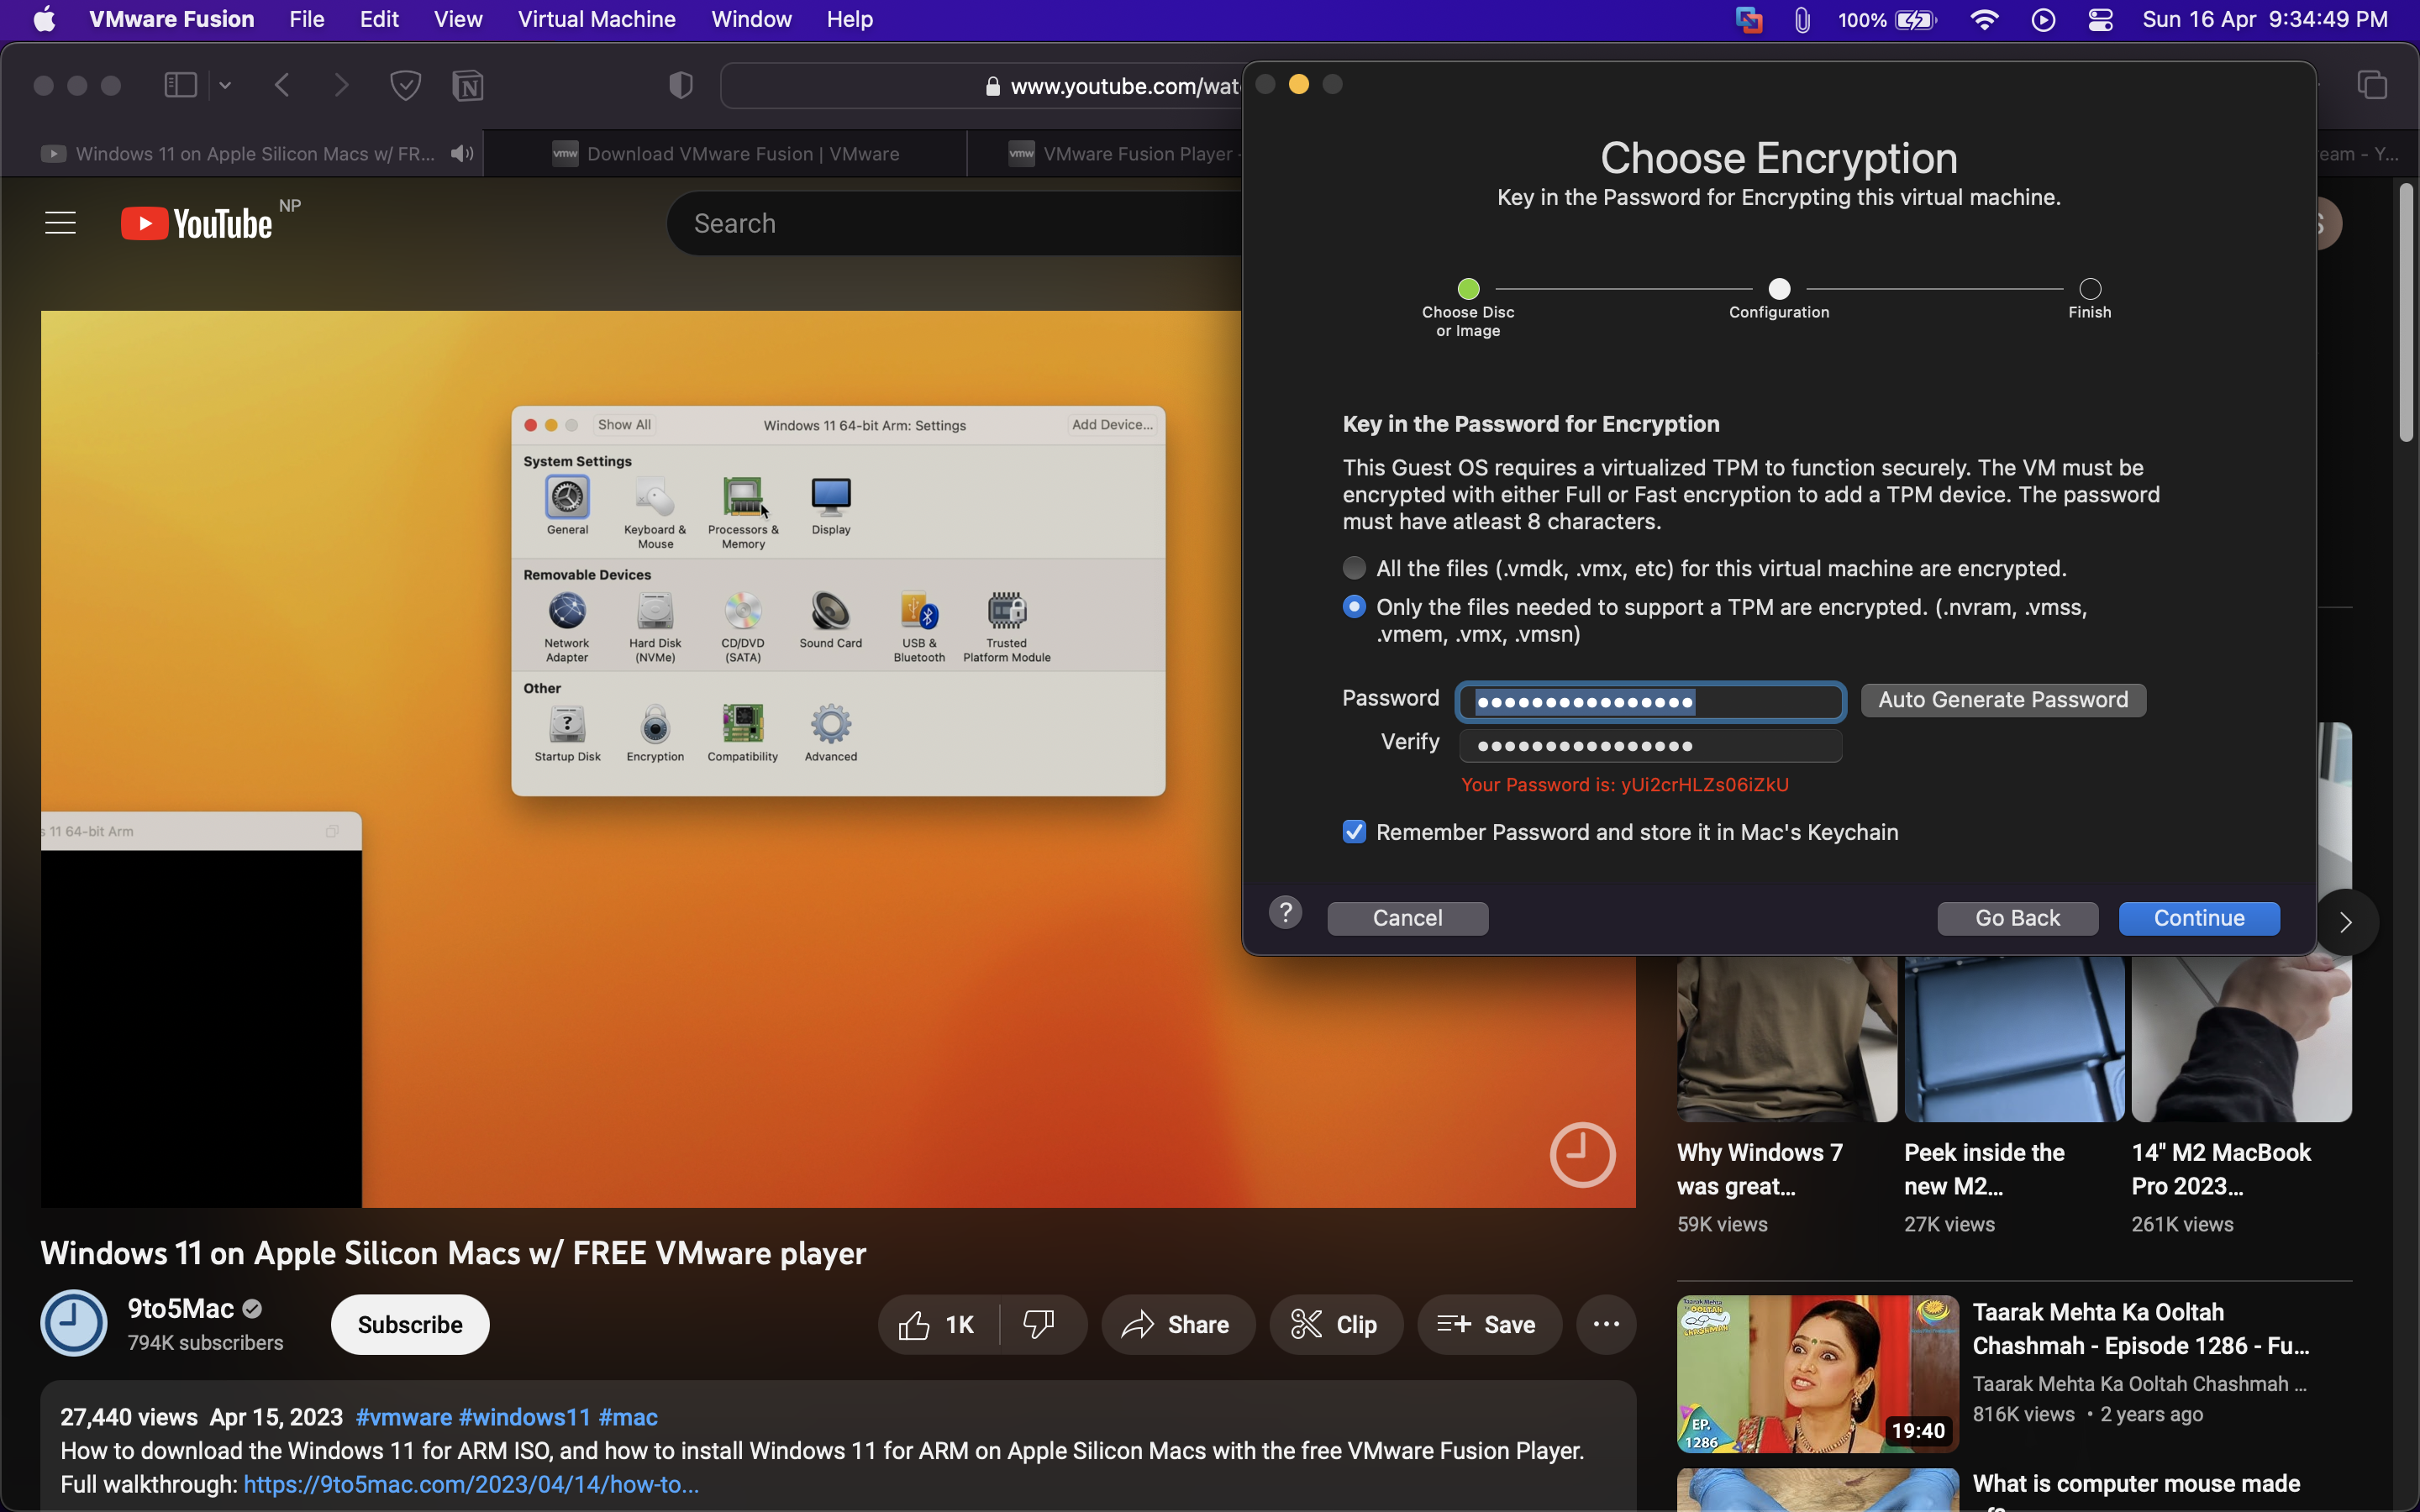 VMware Fusion File Edit View Virtual Machine Window Help
100% Sun 16 Apr 9:34:49 PM
www.youtube.com/wat
Windows 11 on Apple Silicon Macs w/ FR...
vmw Download VMware Fusion | VMware
vmw VMware Fusion Player -
eam - Y...
YouTube NP
Search
Show All Windows 11 64-bit Arm: Settings Add Device...
System Settings
General
Keyboard &
Mouse
Processors &
Memory
Display
Removable Devices
Network
Adapter
Hard Disk
(NVMe)
CD/DVD
(SATA)
Sound Card
USB &
Bluetooth
Trusted
Platform Module
Other
Startup Disk
Encryption
Compatibility
Advanced
s 11 64-bit Arm
Choose Encryption
Key in the Password for Encrypting this virtual machine.
Choose Disc
or Image
Configuration
Finish
Key in the Password for Encryption
This Guest OS requires a virtualized TPM to function securely. The VM must be
encrypted with either Full or Fast encryption to add a TPM device. The password
must have atleast 8 characters.
All the files (.vmdk, .vmx, etc) for this virtual machine are encrypted.
Only the files needed to support a TPM are encrypted. (.nvram, .vmss,
.vmem, .vmx, .vmsn)
Password •••••••••••••••• Auto Generate Password
Verify ••••••••••••••••
Your Password is: yUi2crHLZs06iZkU
Remember Password and store it in Mac's Keychain
? Cancel Go Back Continue
Windows 11 on Apple Silicon Macs w/ FREE VMware player
9to5Mac
794K subscribers
Subscribe
1K
Share
Clip
Save
27,440 views Apr 15, 2023 #vmware #windows11 #mac
How to download the Windows 11 for ARM ISO, and how to install Windows 11 for ARM on Apple Silicon Macs with the free VMware Fusion Player.
Full walkthrough: https://9to5mac.com/2023/04/14/how-to...
Why Windows 7
was great...
59K views
Peek inside the
new M2...
27K views
14" M2 MacBook
Pro 2023...
261K views
EP.
1286
19:40
Taarak Mehta Ka Ooltah
Chashmah - Episode 1286 - Fu...
Taarak Mehta Ka Ooltah Chashmah ...
816K views • 2 years ago
What is computer mouse made